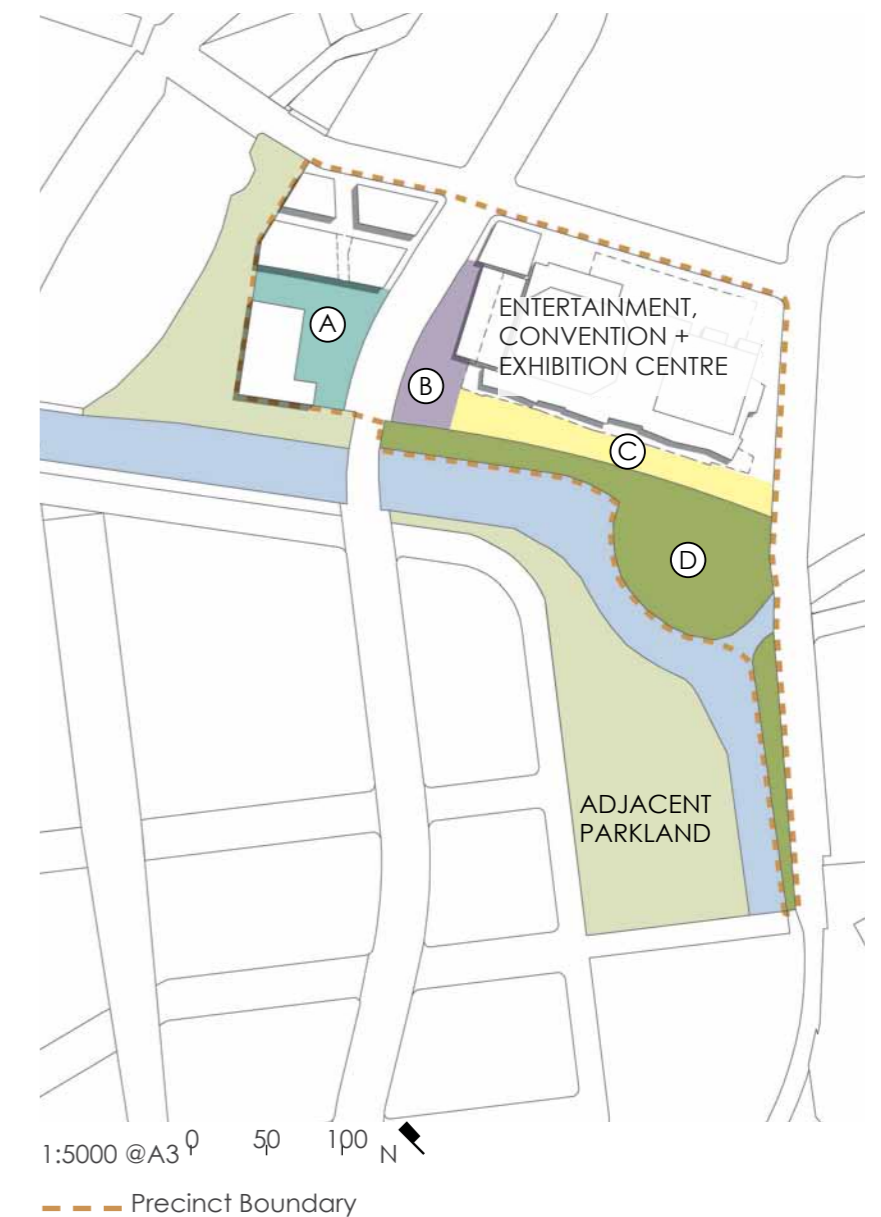 A
ENTERTAINMENT,
CONVENTION +
EXHIBITION CENTRE
B
C
D
ADJACENT
PARKLAND
1:5000 @A3 0 50 100 N
Precinct Boundary